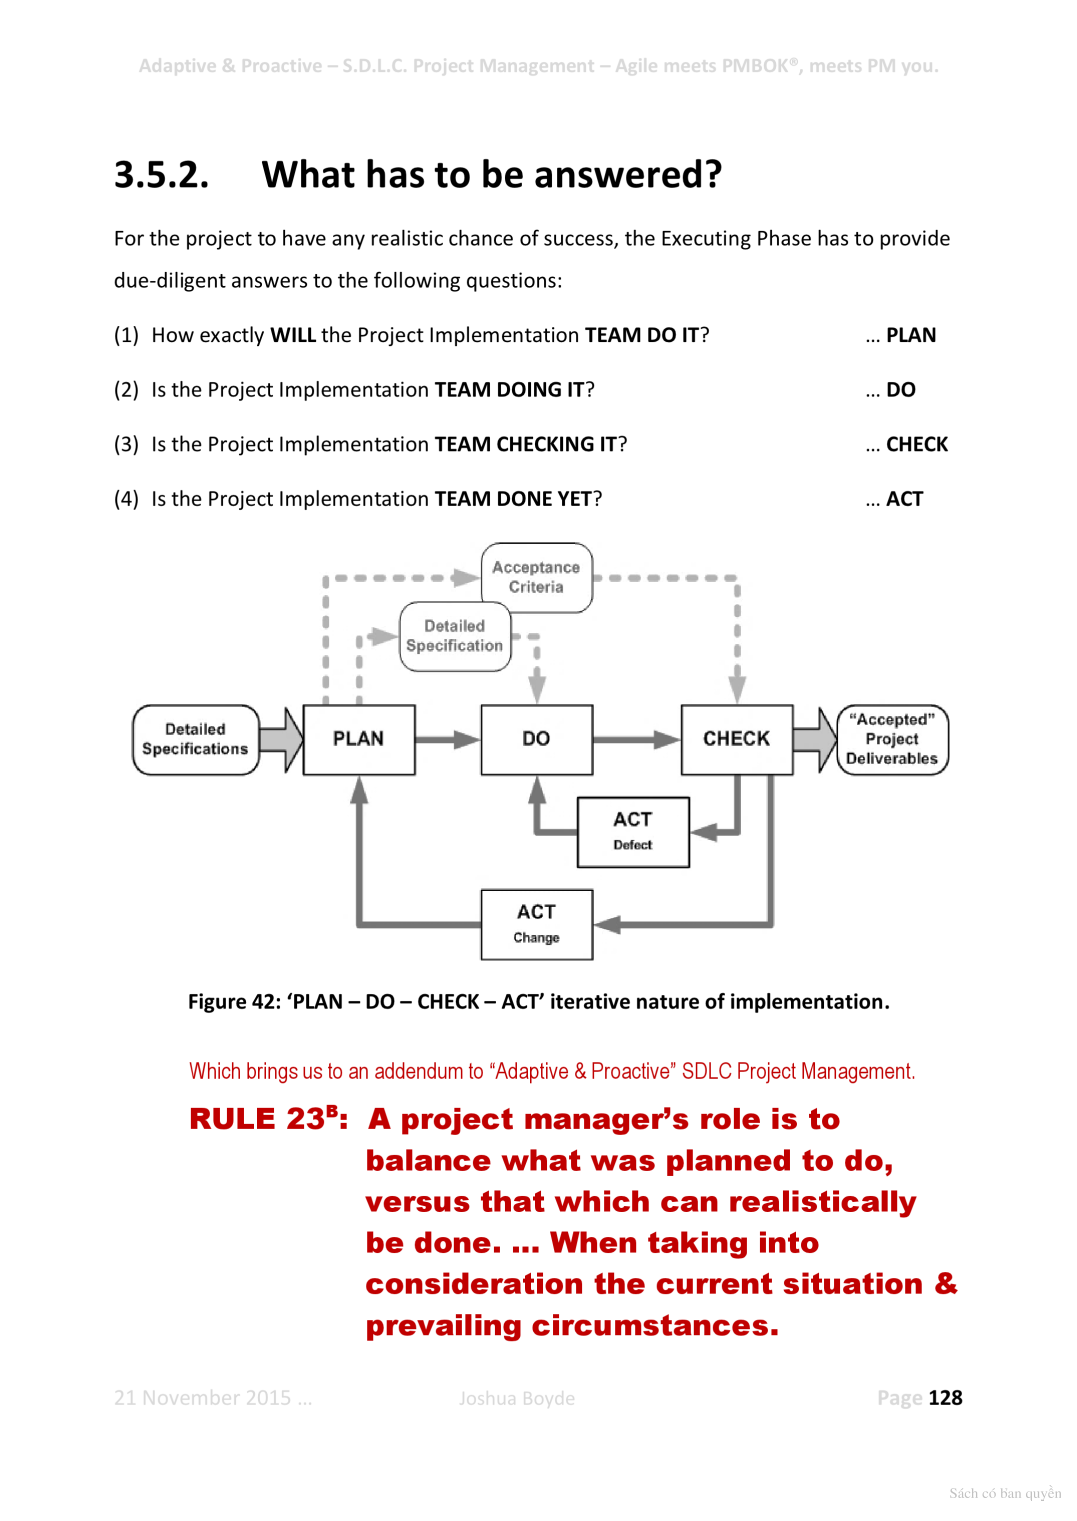 Adaptive & Proactive – S.D.L.C. Project Management – Agile meets PMBOK®, meets PM you.
3.5.2. What has to be answered?
For the project to have any realistic chance of success, the Executing Phase has to provide
due-diligent answers to the following questions:
(1) How exactly WILL the Project Implementation TEAM DO IT? ... PLAN
(2) Is the Project Implementation TEAM DOING IT? ... DO
(3) Is the Project Implementation TEAM CHECKING IT? ... CHECK
(4) Is the Project Implementation TEAM DONE YET? ... ACT
Acceptance
Criteria
Detailed
Specification
Detailed
Specifications
PLAN
DO
CHECK
“Accepted”
Project
Deliverables
ACT
Defect
ACT
Change
Figure 42: ‘PLAN – DO – CHECK – ACT’ iterative nature of implementation.
Which brings us to an addendum to “Adaptive & Proactive” SDLC Project Management.
RULE 23B: A project manager’s role is to
balance what was planned to do,
versus that which can realistically
be done. ... When taking into
consideration the current situation &
prevailing circumstances.
21 November 2015 ... Joshua Boyde Page 128
Sách có bản quyền